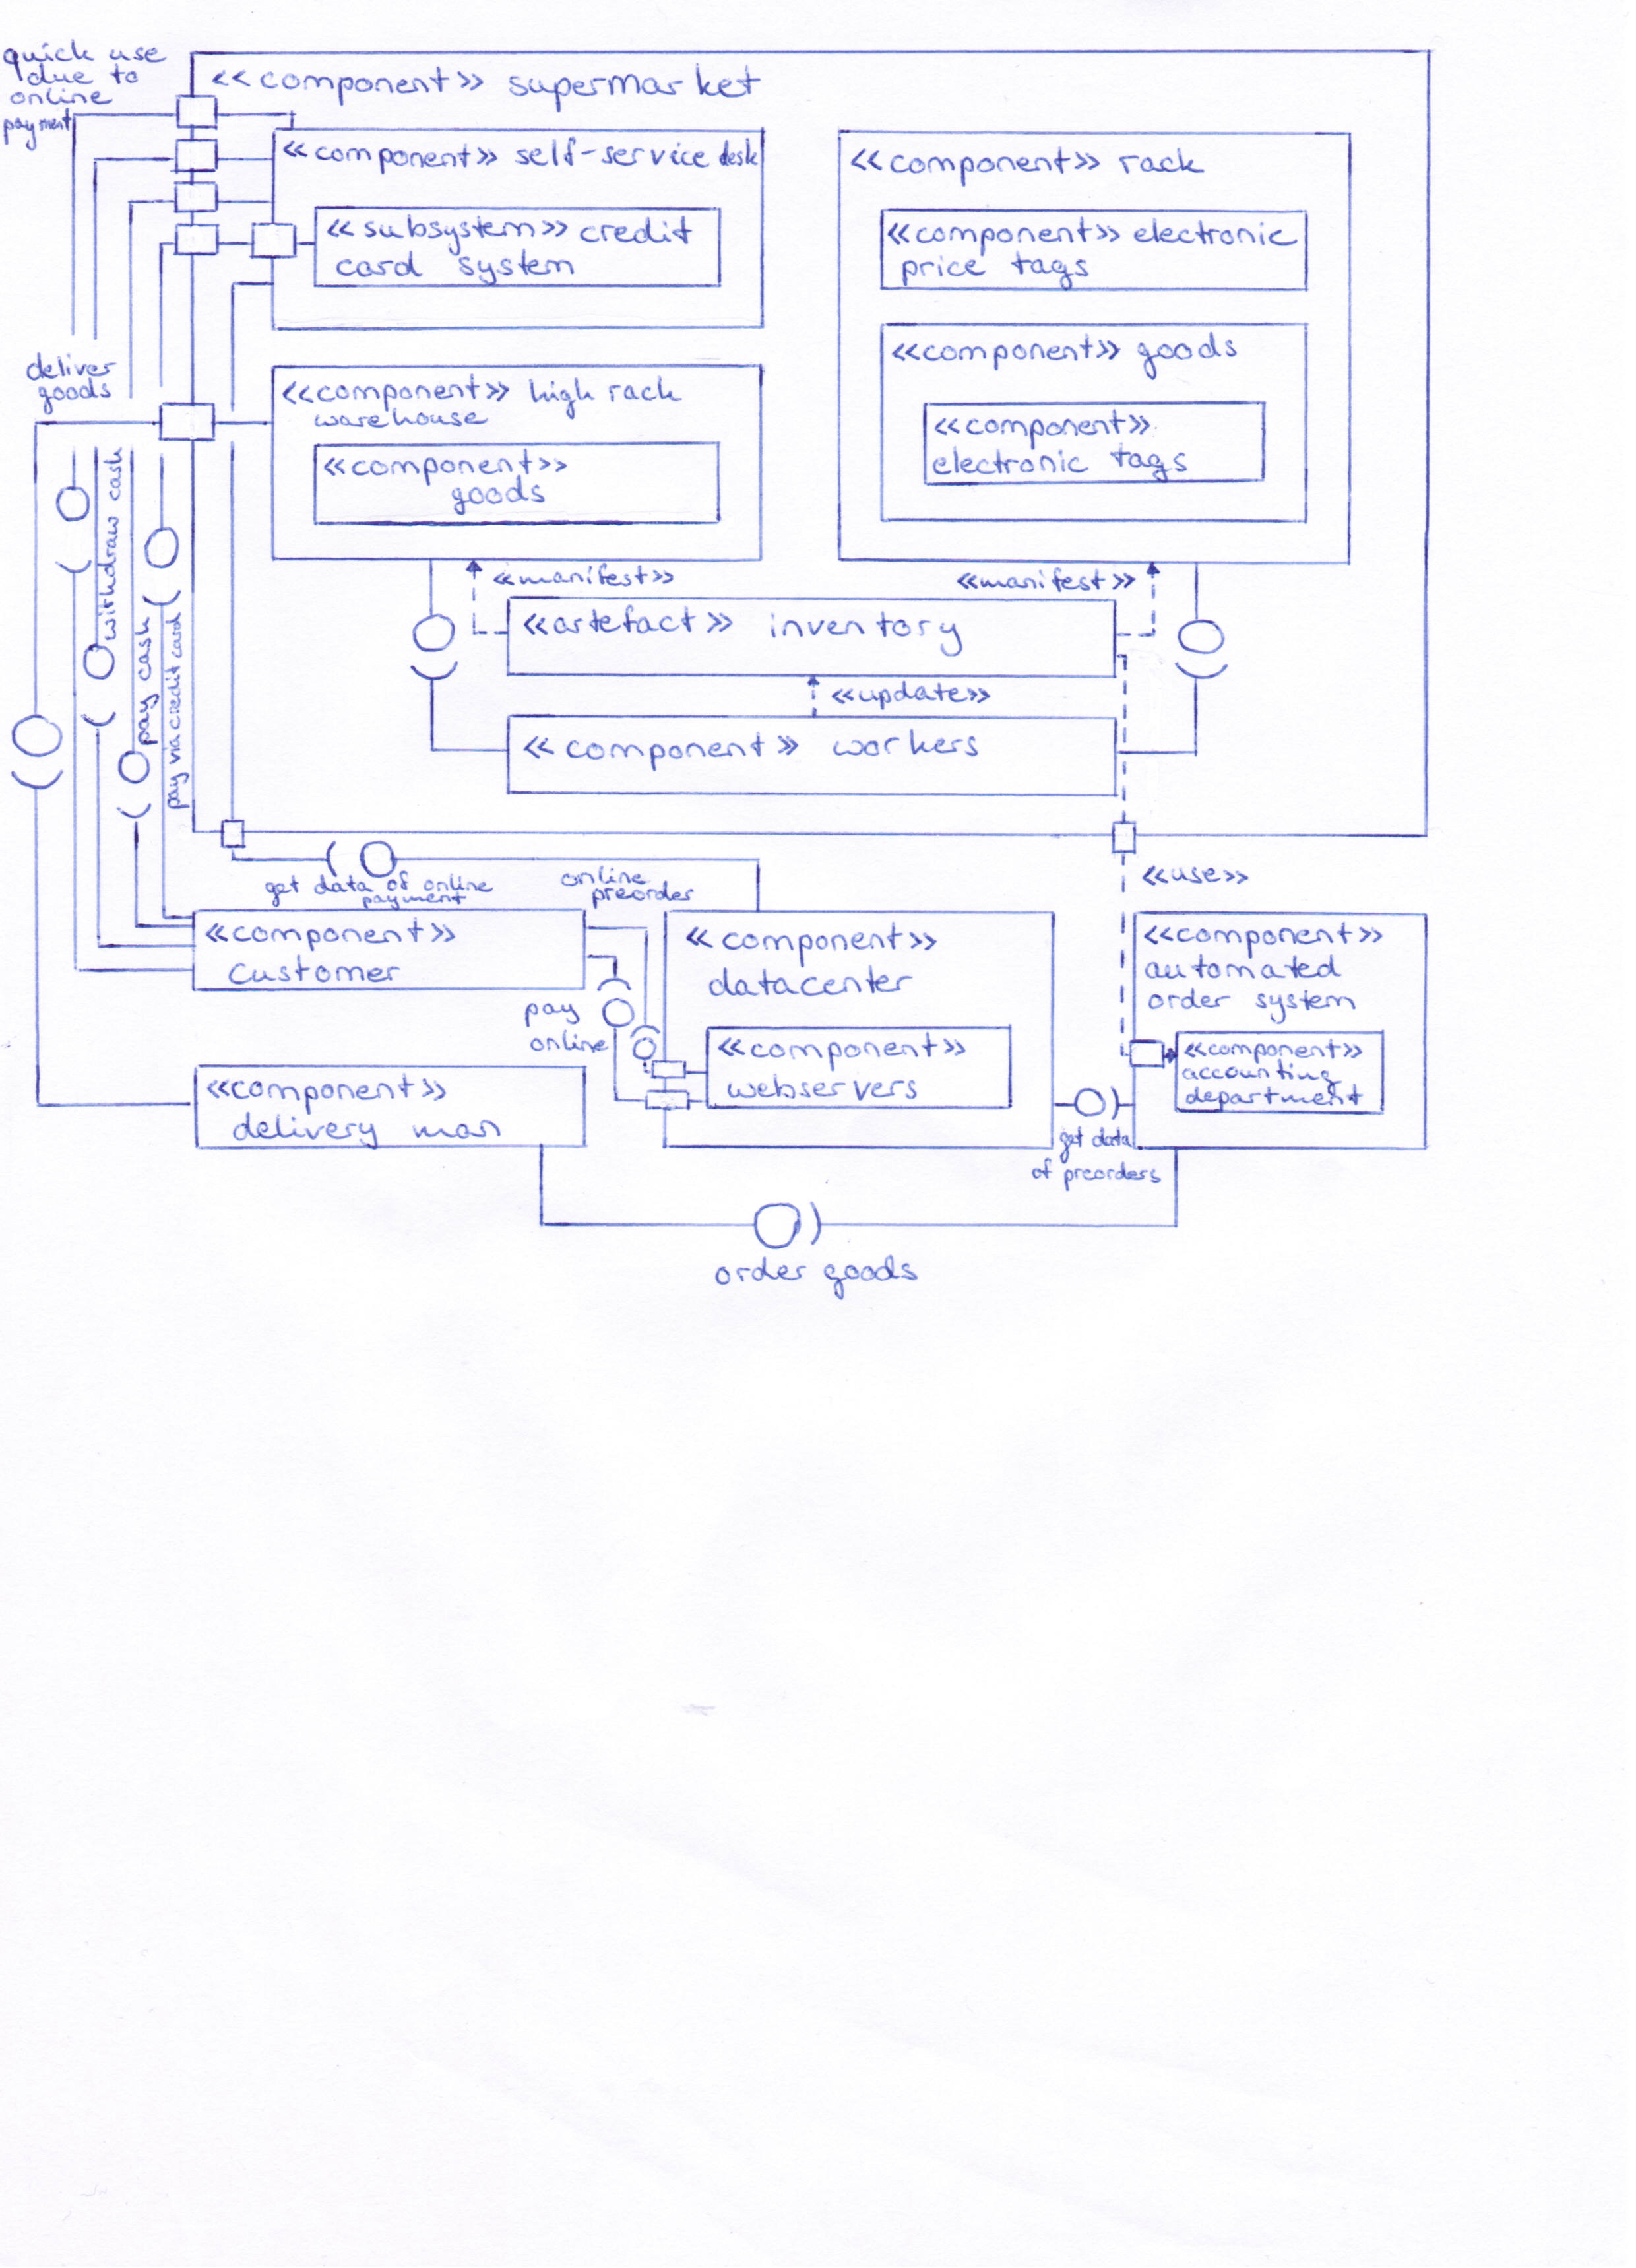 quick use
due to
online
payment
<<component>> supermarket
<<component>> self-service desk
<<subsystem>> credit
card system
<<component>> rack
<<component>> electronic
price tags
<<component>> goods
<<component>>
electronic tags
deliver
goods
<<component>> high rack
warehouse
<<component>>
goods
withdraw cash
pay cash
pay via credit card
<<manifest>>
<<manifest>>
<<artefact>> inventory
<<update>>
<<component>> workers
<<use>>
get data of online
payment
online
preorder
<<component>>
customer
pay
online
<<component>>
datacenter
<<component>>
webservers
<<component>>
automated
order system
<<component>>
accounting
department
<<component>>
delivery man
get data
of preorders
order goods